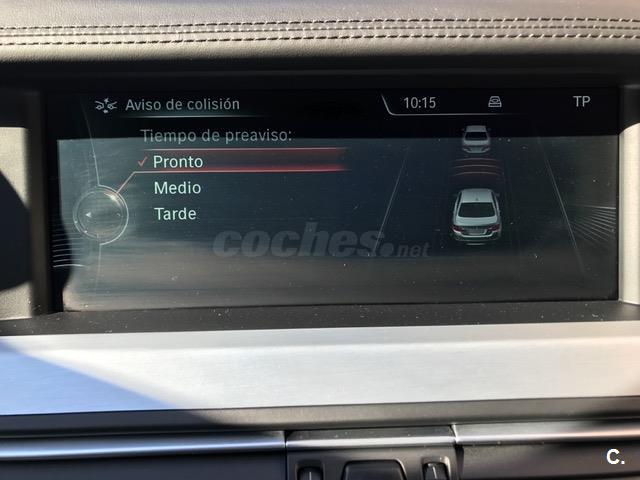 Aviso de colisión
10:15
TP
Tiempo de preaviso:
Pronto
Medio
Tarde
coches.net
C.